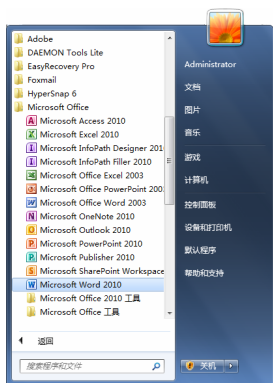 Adobe
DAEMON Tools Lite
EasyRecovery Pro
Foxmail
HyperSnap 6
Microsoft Office
Microsoft Access 2010
Microsoft Excel 2010
Microsoft InfoPath Designer 201
Microsoft InfoPath Filler 2010
Microsoft Office Excel 2003
Microsoft Office PowerPoint 200
Microsoft Office Word 2003
Microsoft OneNote 2010
Microsoft Outlook 2010
Microsoft PowerPoint 2010
Microsoft Publisher 2010
Microsoft SharePoint Workspace
Microsoft Word 2010
Microsoft Office 2010 工具
Microsoft Office 工具
返回
搜索程序和文件
Administrator
文档
图片
音乐
游戏
计算机
控制面板
设备和打印机
默认程序
帮助和支持
关机